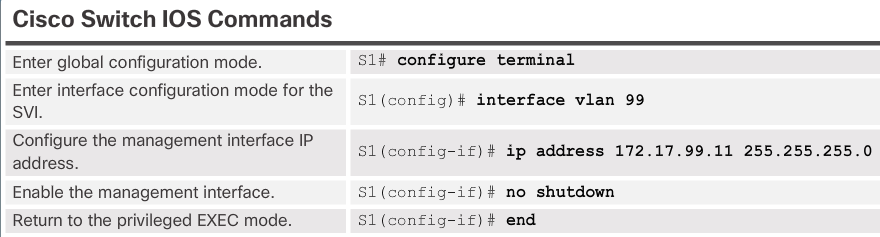 Cisco Switch IOS Commands
Enter global configuration mode.
S1# configure terminal
Enter interface configuration mode for the
SVI.
S1(config)# interface vlan 99
Configure the management interface IP
address.
S1(config-if)# ip address 172.17.99.11 255.255.255.0
Enable the management interface.
S1(config-if)# no shutdown
Return to the privileged EXEC mode.
S1(config-if)# end